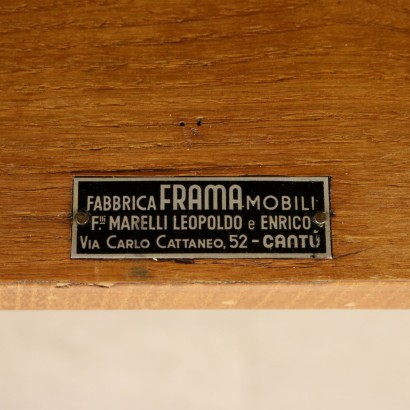 FABBRICA FRAMA MOBILI
F.lli MARELLI LEOPOLDO e ENRICO
VIA CARLO CATTANEO, 52 - CANTÙ